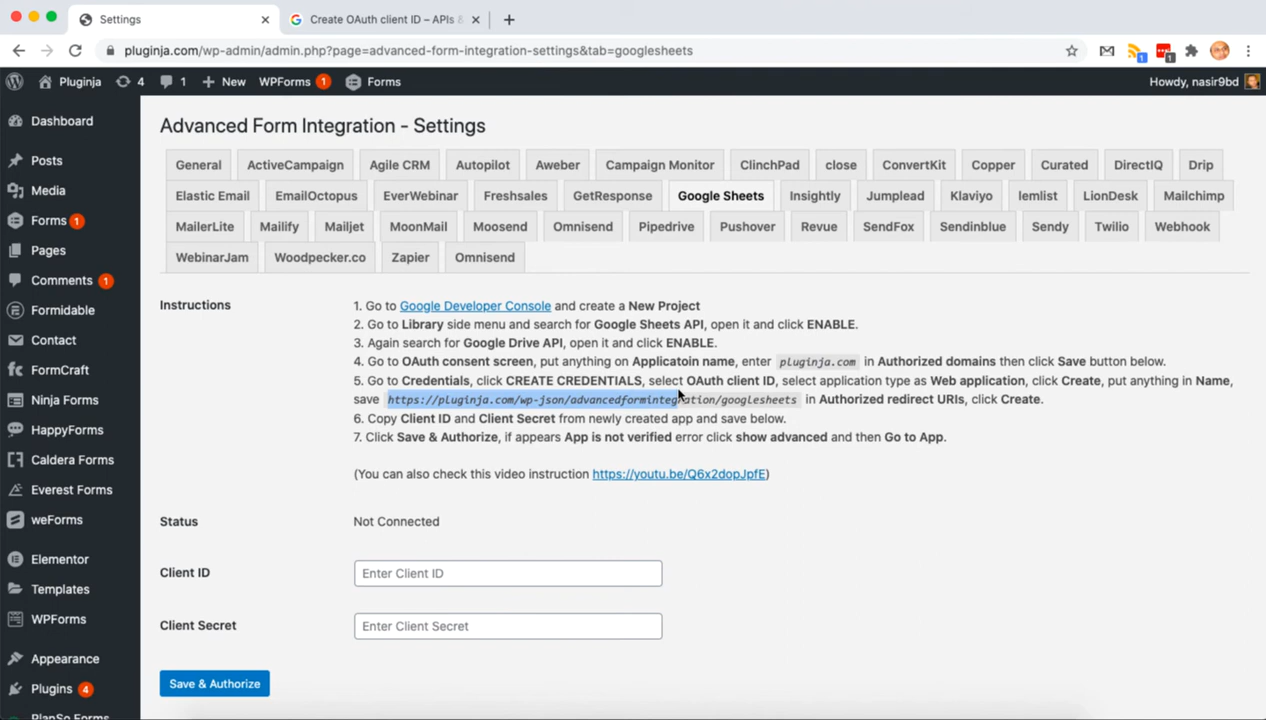 Settings
Create OAuth client ID – APIs &
pluginja.com/wp-admin/admin.php?page=advanced-form-integration-settings&tab=googlesheets
1
1
Pluginja
4
1
New
WPForms 1
Forms
Howdy, nasir9bd
Dashboard
Posts
Media
Forms 1
Pages
Comments 1
Formidable
Contact
FormCraft
Ninja Forms
HappyForms
Caldera Forms
Everest Forms
weForms
Elementor
Templates
WPForms
Appearance
Plugins 4
PlanSo Forms
Advanced Form Integration - Settings
General ActiveCampaign Agile CRM Autopilot Aweber Campaign Monitor ClinchPad close ConvertKit Copper Curated DirectIQ Drip
Elastic Email EmailOctopus EverWebinar Freshsales GetResponse Google Sheets Insightly Jumplead Klaviyo lemlist LionDesk Mailchimp
MailerLite Mailify Mailjet MoonMail Moosend Omnisend Pipedrive Pushover Revue SendFox Sendinblue Sendy Twilio Webhook
WebinarJam Woodpecker.co Zapier Omnisend
Instructions
1. Go to Google Developer Console and create a New Project
2. Go to Library side menu and search for Google Sheets API, open it and click ENABLE.
3. Again search for Google Drive API, open it and click ENABLE.
4. Go to OAuth consent screen, put anything on Applicatoin name, enter pluginja.com in Authorized domains then click Save button below.
5. Go to Credentials, click CREATE CREDENTIALS, select OAuth client ID, select application type as Web application, click Create, put anything in Name,
save https://pluginja.com/wp-json/advancedformintegration/googlesheets in Authorized redirect URIs, click Create.
6. Copy Client ID and Client Secret from newly created app and save below.
7. Click Save & Authorize, if appears App is not verified error click show advanced and then Go to App.
(You can also check this video instruction https://youtu.be/Q6x2dopJpfE)
Status
Not Connected
Client ID
Enter Client ID
Client Secret
Enter Client Secret
Save & Authorize